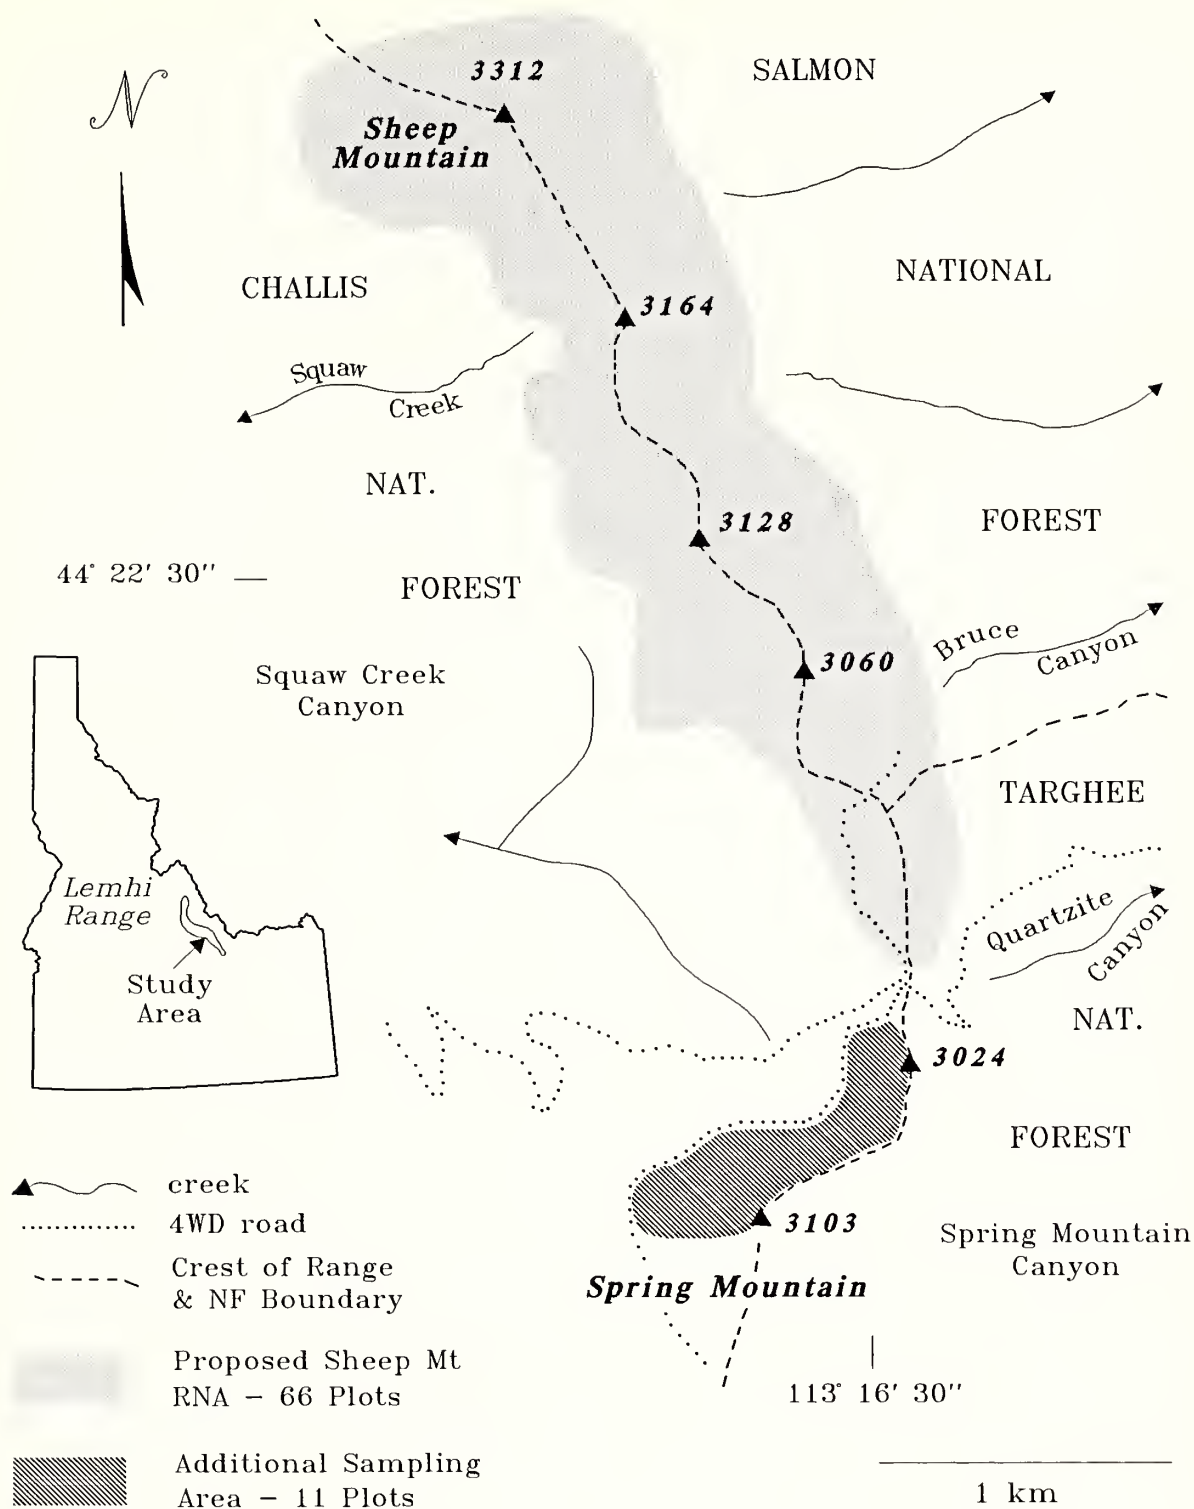 N
3312
SALMON
Sheep
Mountain
CHALLIS
NATIONAL
3164
Squaw
Creek
NAT.
3128
FOREST
44° 22' 30"
FOREST
Bruce
Canyon
3060
Squaw Creek
Canyon
TARGHEE
Lemhi
Range
Quartzite
Canyon
Study
Area
NAT.
3024
FOREST
creek
4WD road
3103
Spring Mountain
Canyon
Crest of Range
& NF Boundary
Spring Mountain
Proposed Sheep Mt
RNA – 66 Plots
113° 16' 30"
Additional Sampling
Area – 11 Plots
1 km